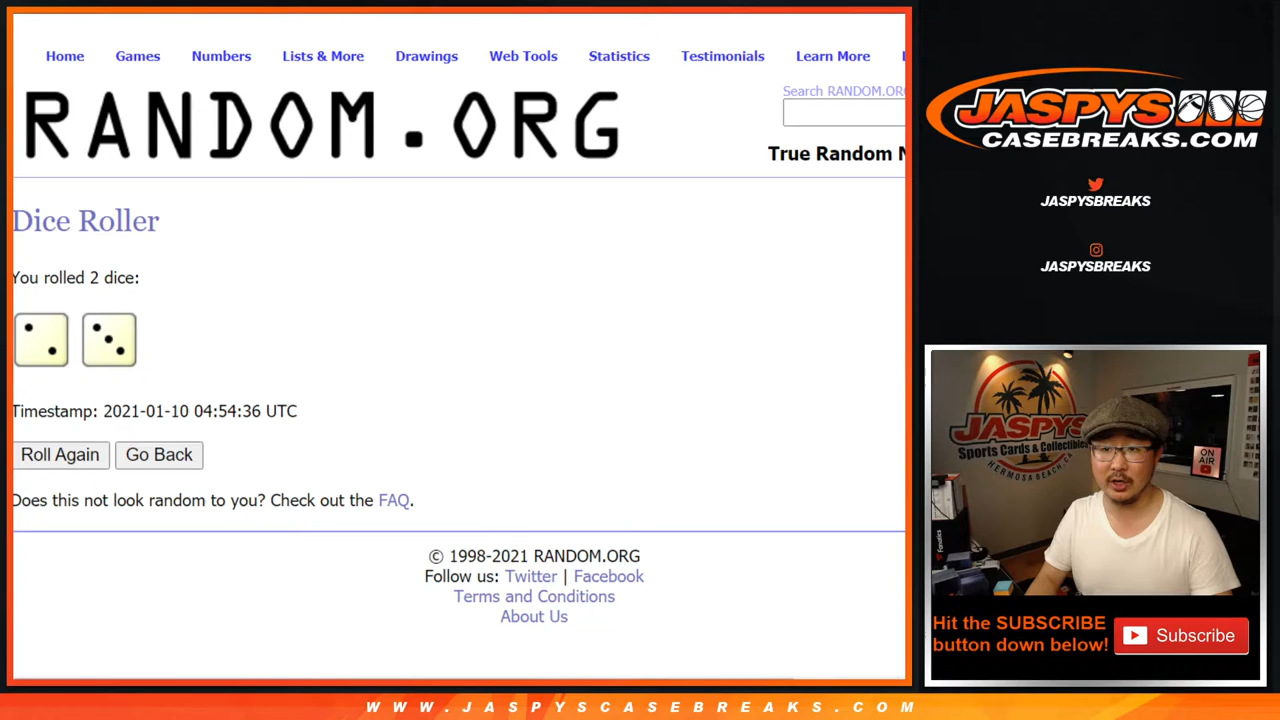 Home Games Numbers Lists & More Drawings Web Tools Statistics Testimonials Learn More
RANDOM.ORG
Search RANDOM.ORG
True Random N
Dice Roller
You rolled 2 dice:
Timestamp: 2021-01-10 04:54:36 UTC
Roll Again Go Back
Does this not look random to you? Check out the FAQ.
© 1998-2021 RANDOM.ORG
Follow us: Twitter | Facebook
Terms and Conditions
About Us
JASPYS
CASEBREAKS.COM
JASPYSBREAKS
JASPYSBREAKS
JASPYS
Sports Cards & Collectibles
HERMOSA BEACH, CA
ON AIR
Fanatics
Hit the SUBSCRIBE
button down below!
Subscribe
WWW.JASPYSCASEBREAKS.COM